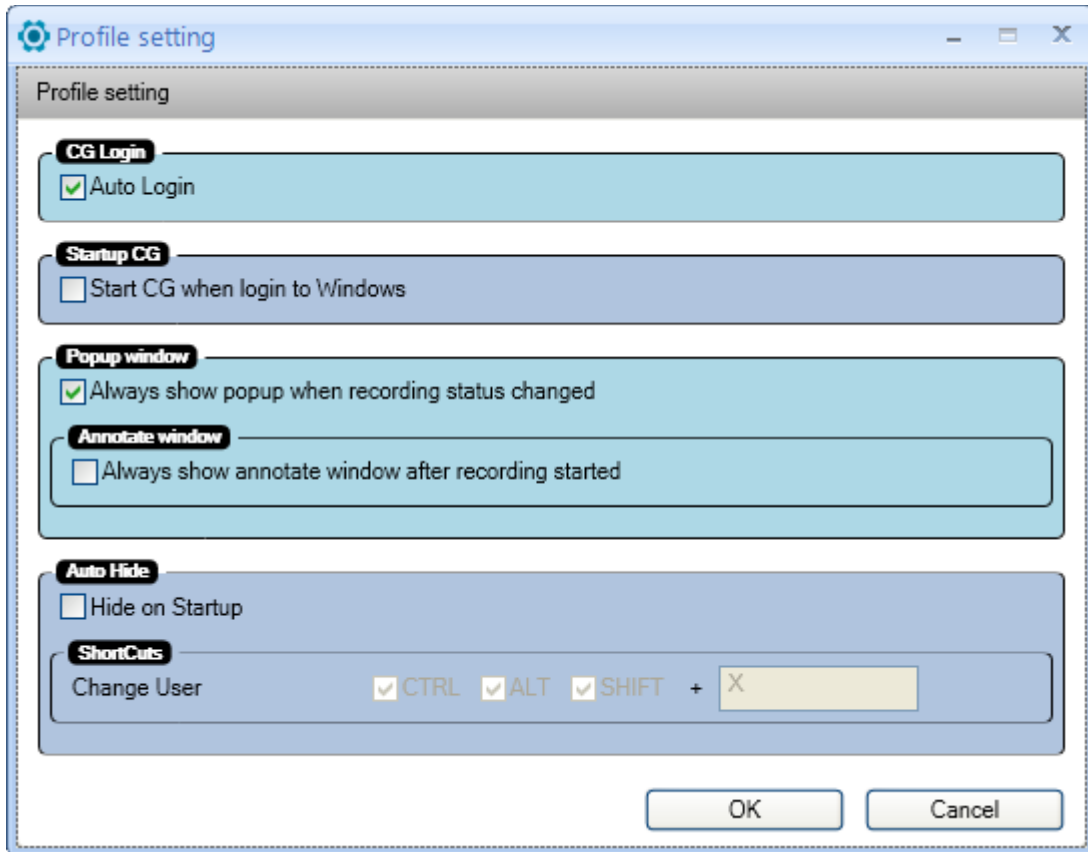 Profile setting
Profile setting
CG Login
Auto Login
Startup CG
Start CG when login to Windows
Popup window
Always show popup when recording status changed
Annotate window
Always show annotate window after recording started
Auto Hide
Hide on Startup
ShortCuts
Change User CTRL ALT SHIFT + X
OK Cancel